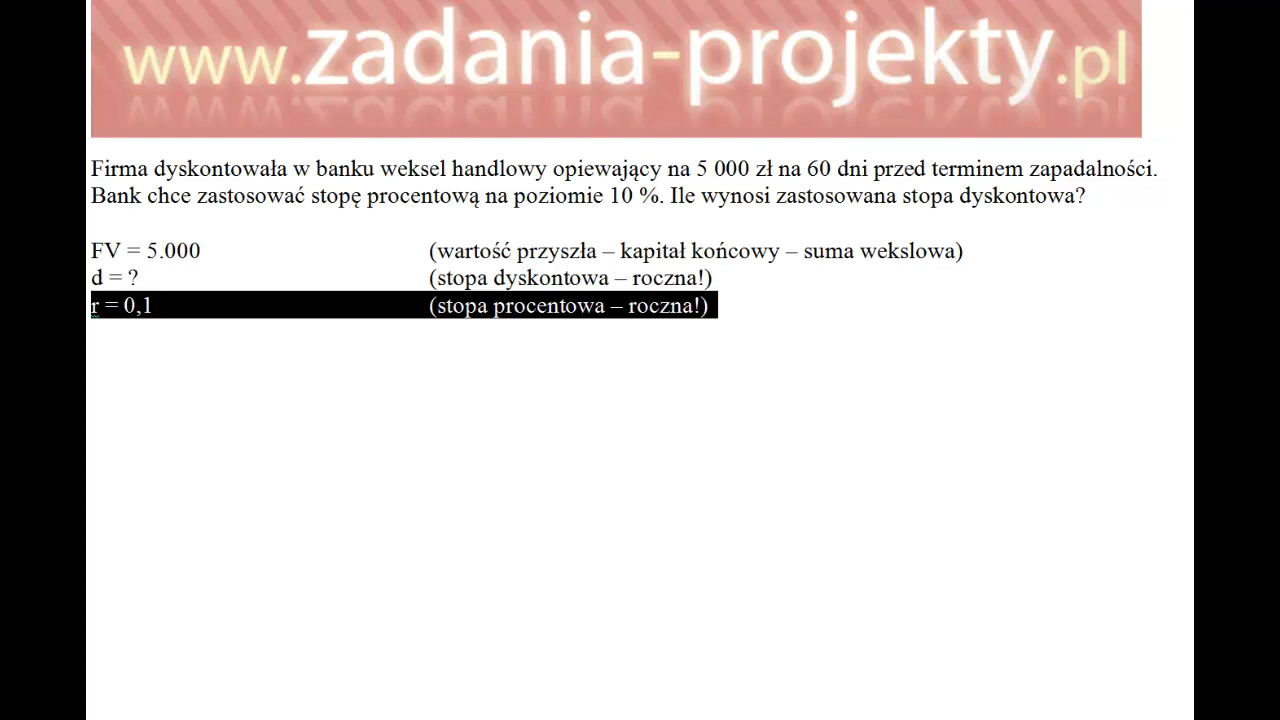 www.zadania-projekty.pl
Firma dyskontowała w banku weksel handlowy opiewający na 5 000 zł na 60 dni przed terminem zapadalności.
Bank chce zastosować stopę procentową na poziomie 10 %. Ile wynosi zastosowana stopa dyskontowa?
FV = 5.000 (wartość przyszła – kapitał końcowy – suma wekslowa)
d = ? (stopa dyskontowa – roczna!)
r = 0,1 (stopa procentowa – roczna!)